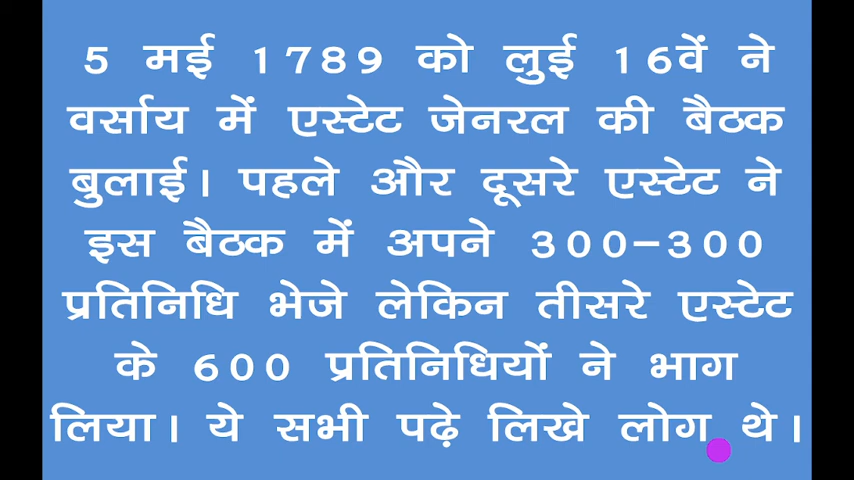 5 मई 1789 को लुई 16वें ने
वर्साय में एस्टेट जेनरल की बैठक
बुलाई। पहले और दूसरे एस्टेट ने
इस बैठक में अपने 300-300
प्रतिनिधि भेजे लेकिन तीसरे एस्टेट
के 600 प्रतिनिधियों ने भाग
लिया। ये सभी पढ़े लिखे लोग थे।